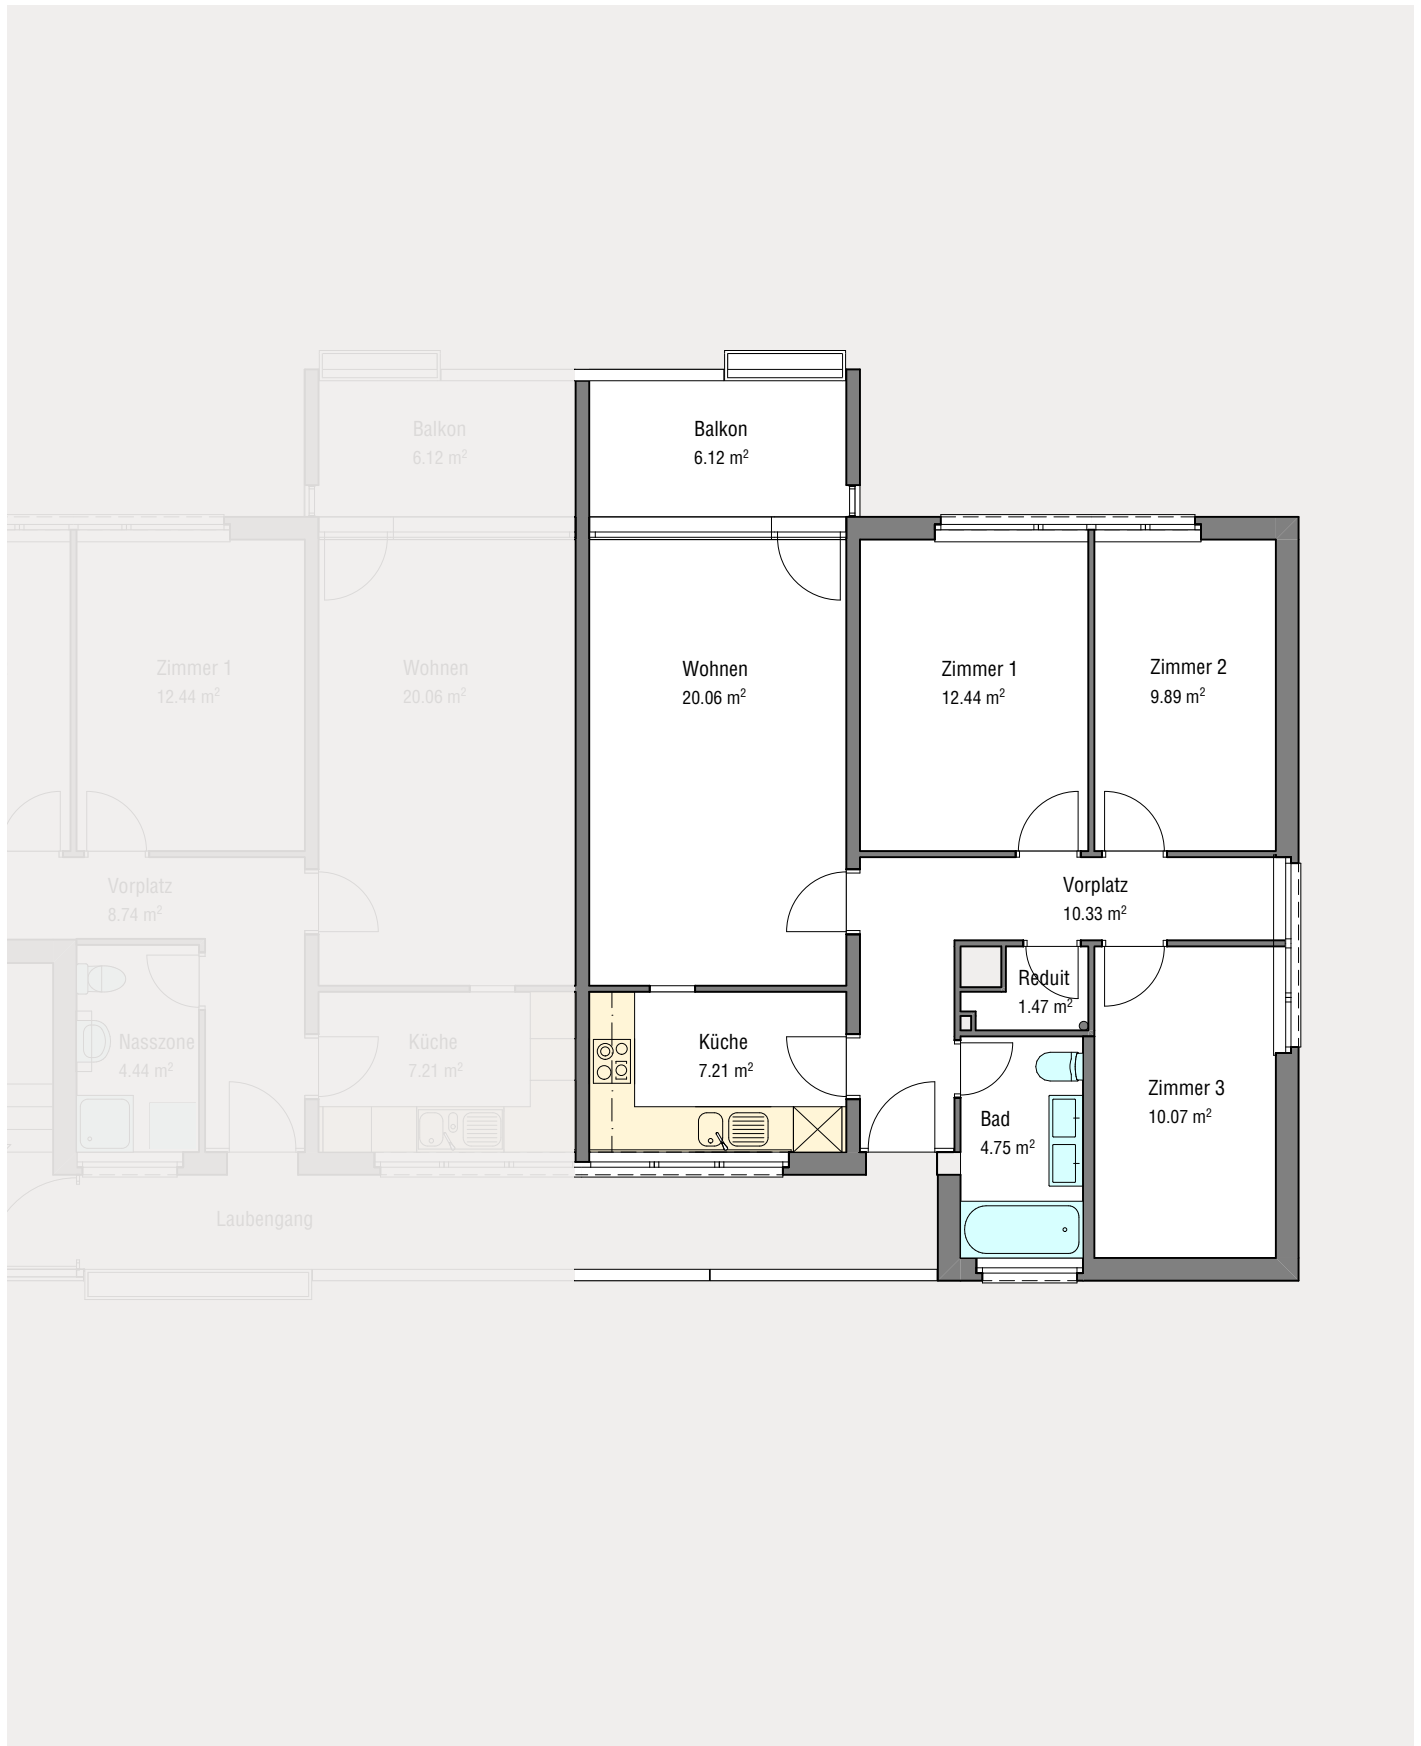 Balkon
6.12 m²
Balkon
6.12 m²
Zimmer 1
12.44 m²
Wohnen
20.06 m²
Wohnen
20.06 m²
Zimmer 1
12.44 m²
Zimmer 2
9.89 m²
Vorplatz
8.74 m²
Vorplatz
10.33 m²
Reduit
1.47 m²
Nasszone
4.44 m²
Küche
7.21 m²
Küche
7.21 m²
Bad
4.75 m²
Zimmer 3
10.07 m²
Laubengang